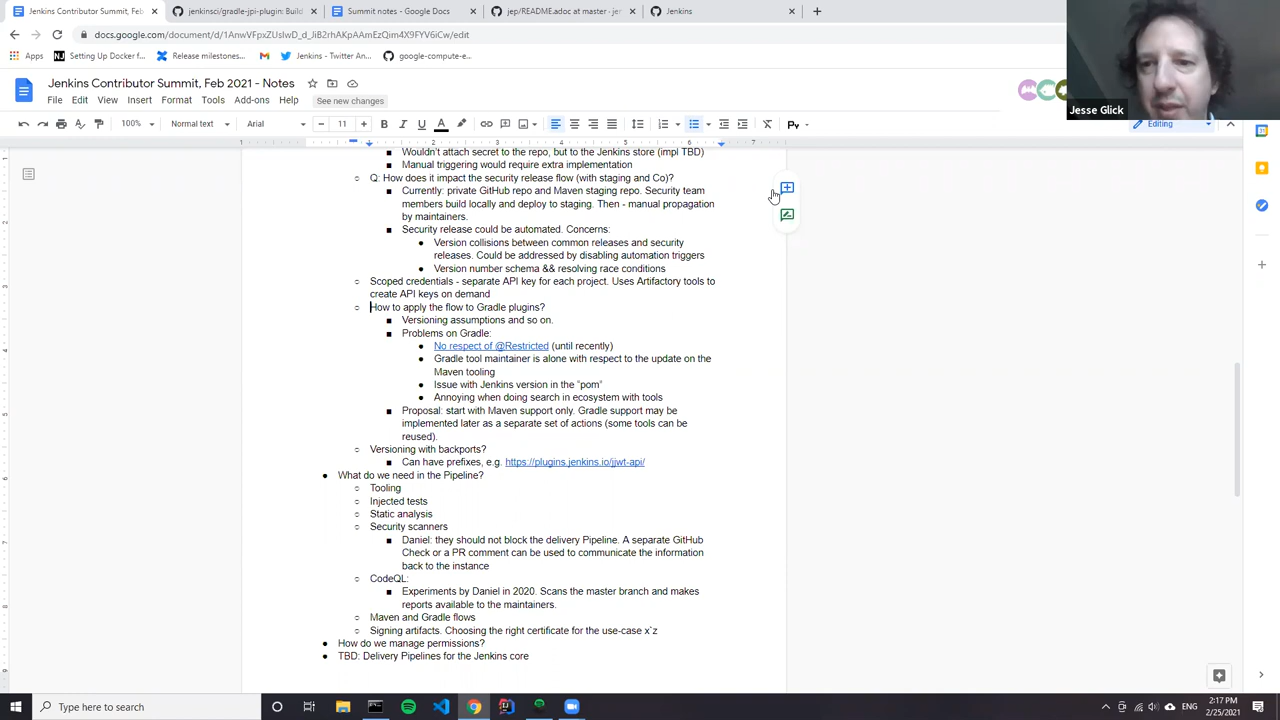 Jenkins Contributor Summit, Feb
jenkinsci/gradle-jpi-plugin: Build
Summit notes - Google Docs
jep/README.adoc at master · jen
Jenkins
docs.google.com/document/d/1AnwVFpxZUslwD_d_JiB2rhAKpAAmEzQim4X9FYV6iCw/edit
Apps
Setting Up Docker f...
Release milestones...
Jenkins - Twitter An...
google-compute-e...
Jenkins Contributor Summit, Feb 2021 - Notes
File Edit View Insert Format Tools Add-ons Help See new changes
Jesse Glick
100% Normal text Arial 11 Editing
Wouldn't attach secret to the repo, but to the Jenkins store (impl TBD)
Manual triggering would require extra implementation
Q: How does it impact the security release flow (with staging and Co)?
Currently: private GitHub repo and Maven staging repo. Security team
members build locally and deploy to staging. Then - manual propagation
by maintainers.
Security release could be automated. Concerns:
Version collisions between common releases and security
releases. Could be addressed by disabling automation triggers
Version number schema && resolving race conditions
Scoped credentials - separate API key for each project. Uses Artifactory tools to
create API keys on demand
How to apply the flow to Gradle plugins?
Versioning assumptions and so on.
Problems on Gradle:
No respect of @Restricted (until recently)
Gradle tool maintainer is alone with respect to the update on the
Maven tooling
Issue with Jenkins version in the "pom"
Annoying when doing search in ecosystem with tools
Proposal: start with Maven support only. Gradle support may be
implemented later as a separate set of actions (some tools can be
reused).
Versioning with backports?
Can have prefixes, e.g. https://plugins.jenkins.io/jjwt-api/
What do we need in the Pipeline?
Tooling
Injected tests
Static analysis
Security scanners
Daniel: they should not block the delivery Pipeline. A separate GitHub
Check or a PR comment can be used to communicate the information
back to the instance
CodeQL:
Experiments by Daniel in 2020. Scans the master branch and makes
reports available to the maintainers.
Maven and Gradle flows
Signing artifacts. Choosing the right certificate for the use-case x`z
How do we manage permissions?
TBD: Delivery Pipelines for the Jenkins core
Type here to search
ENG
2:17 PM
2/25/2021